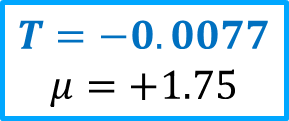 T = −0.0077
μ = +1.75